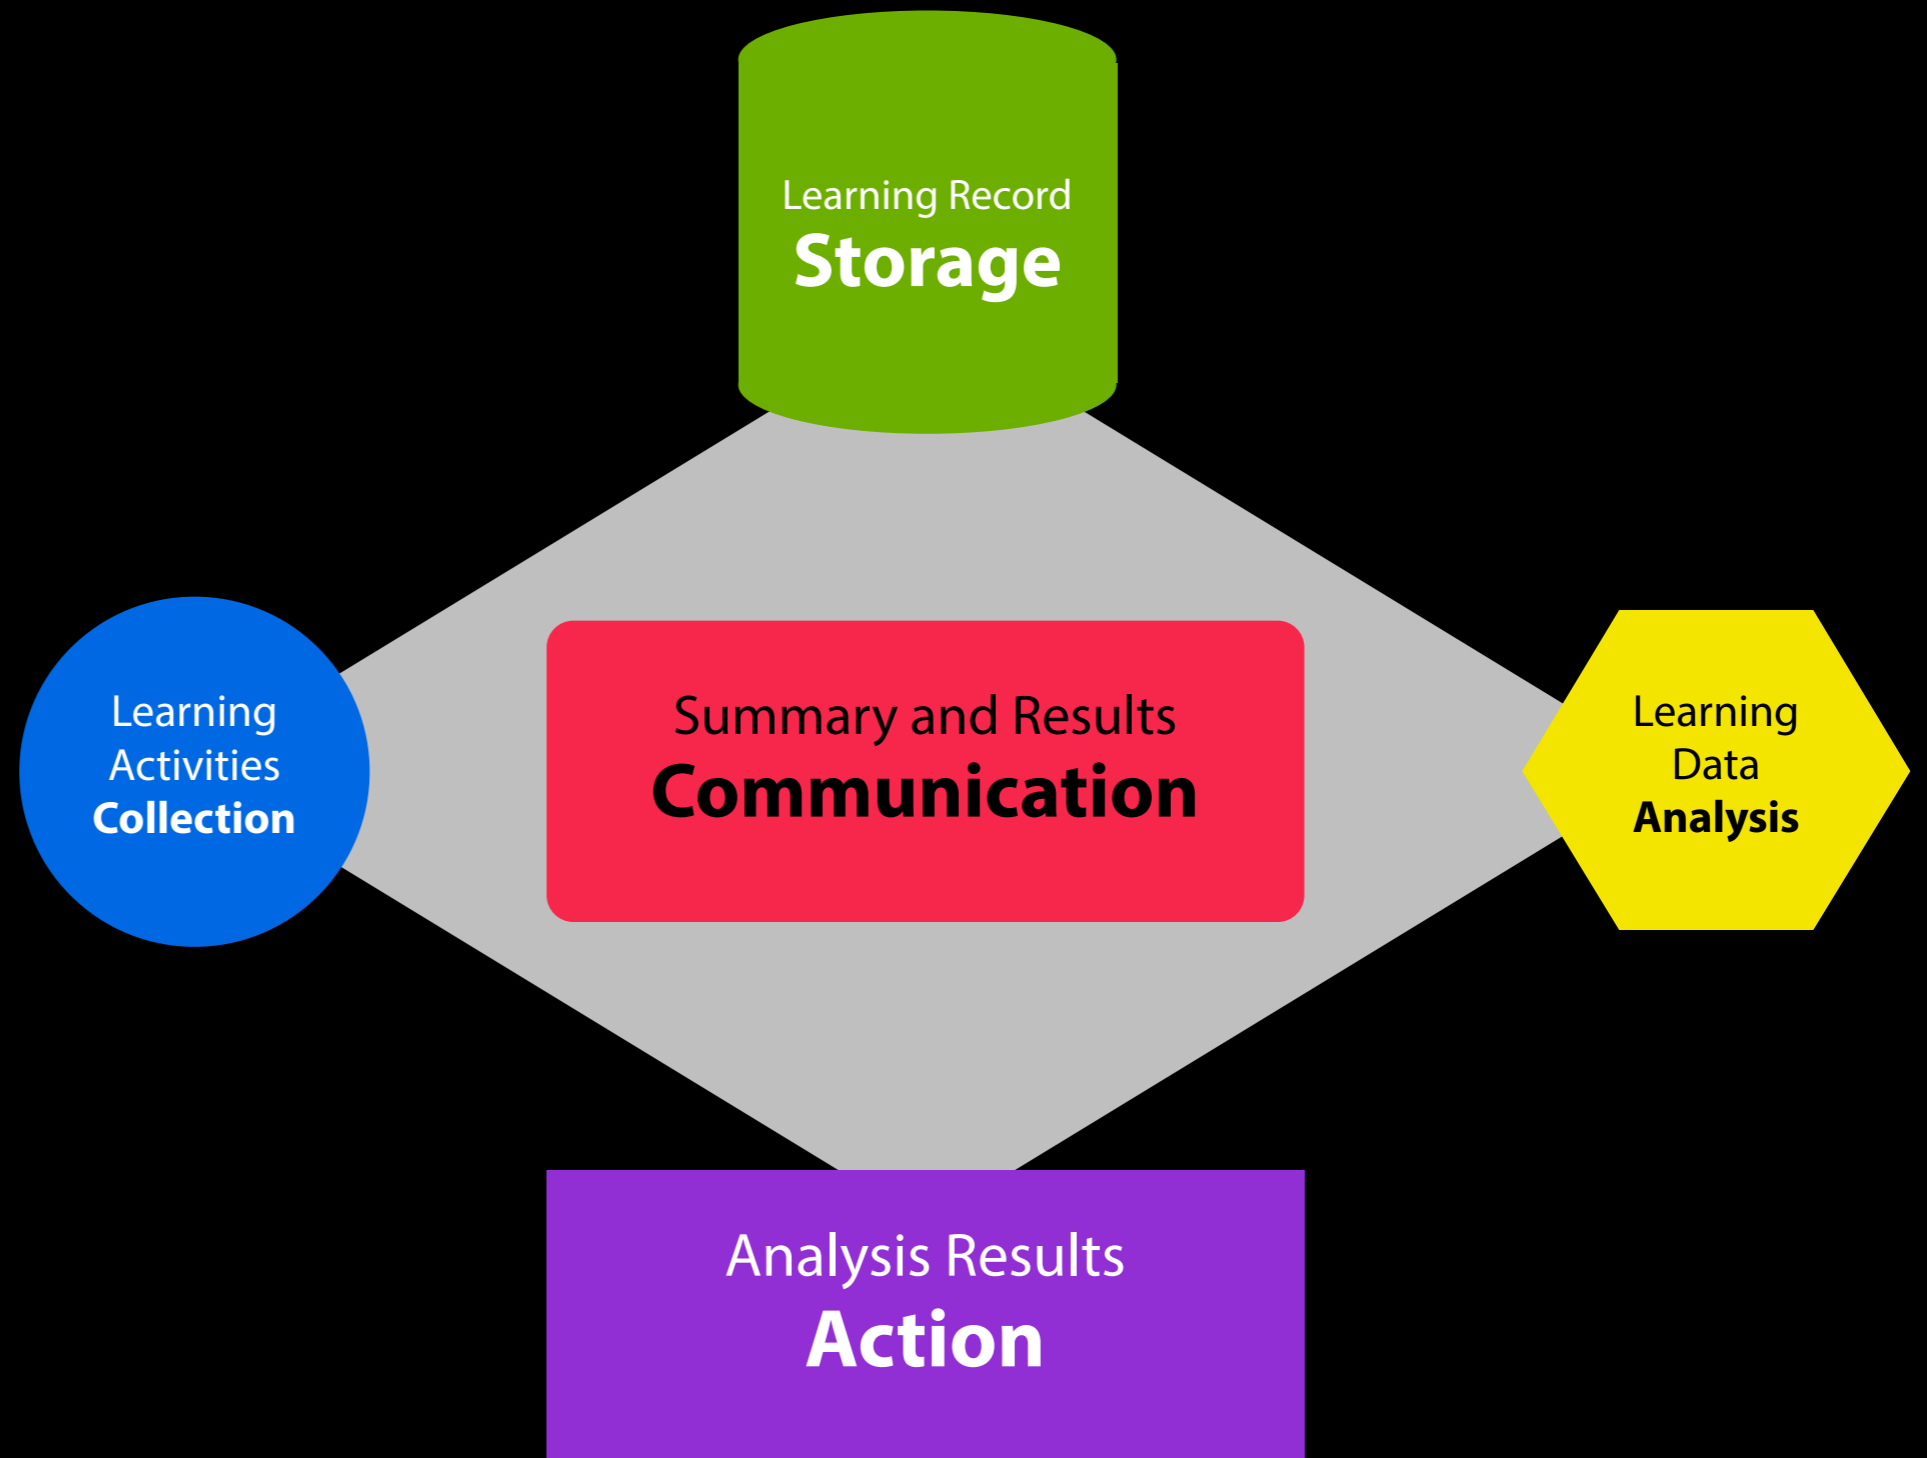 Learning Record
Storage
Learning
Activities
Collection
Summary and Results
Communication
Learning
Data
Analysis
Analysis Results
Action